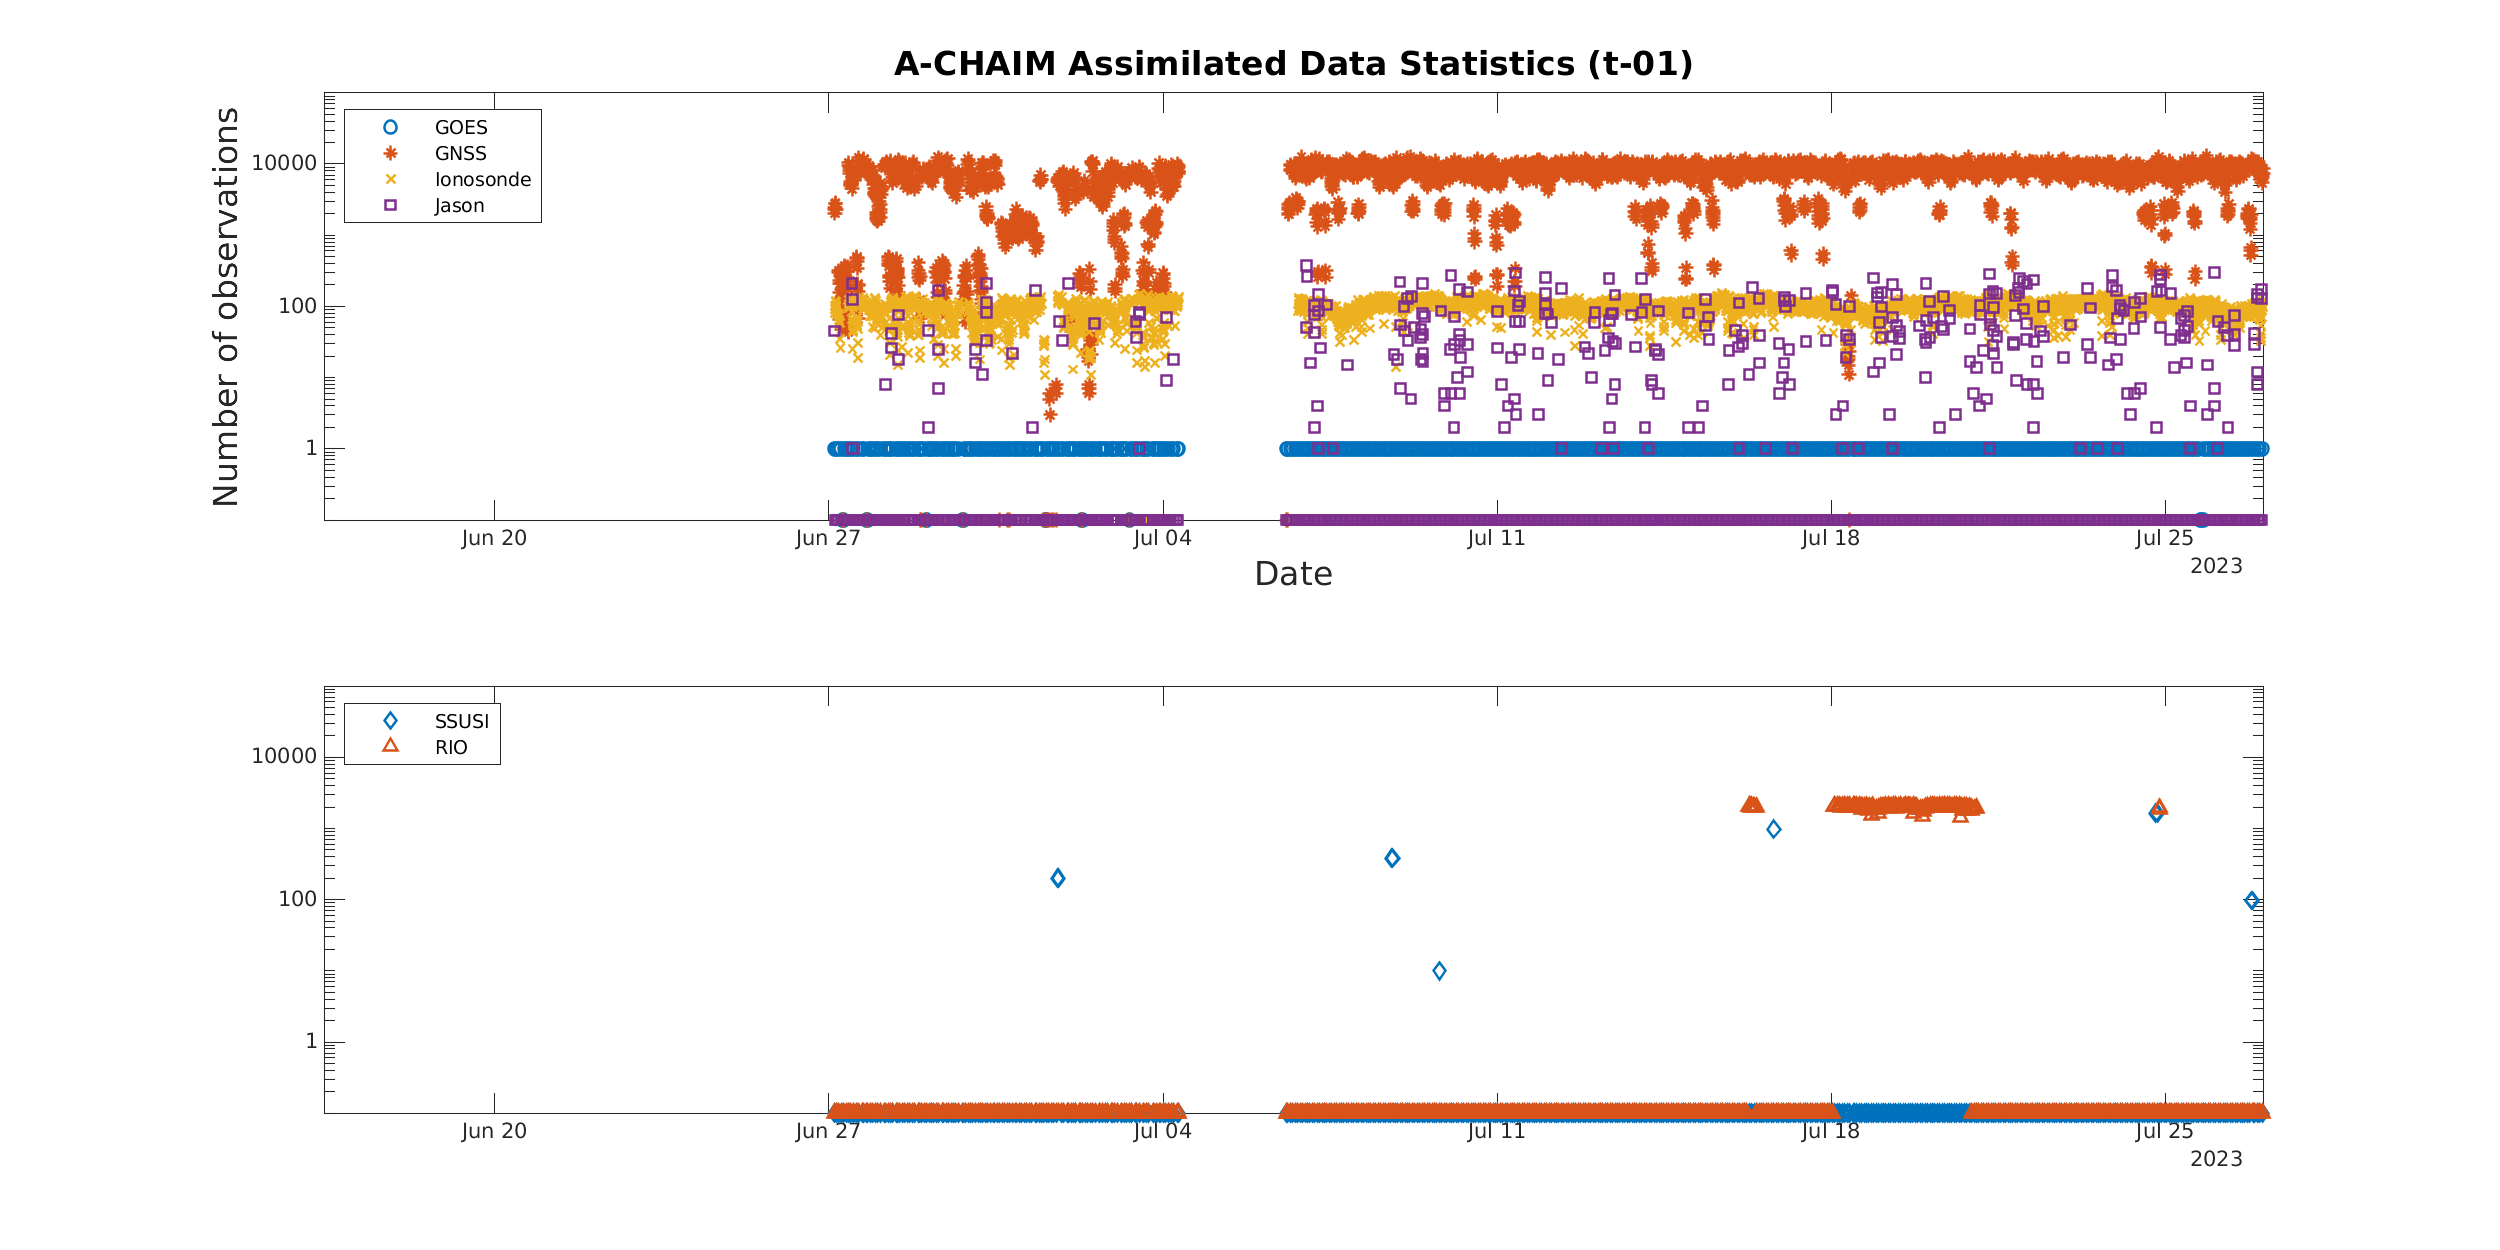 A-CHAIM Assimilated Data Statistics (t-01)
Number of observations
10000
100
1
GOES
GNSS
Ionosonde
Jason
Jun 20 Jun 27 Jul 04 Jul 11 Jul 18 Jul 25
2023
Date
10000
100
1
SSUSI
RIO
Jun 20 Jun 27 Jul 04 Jul 11 Jul 18 Jul 25
2023